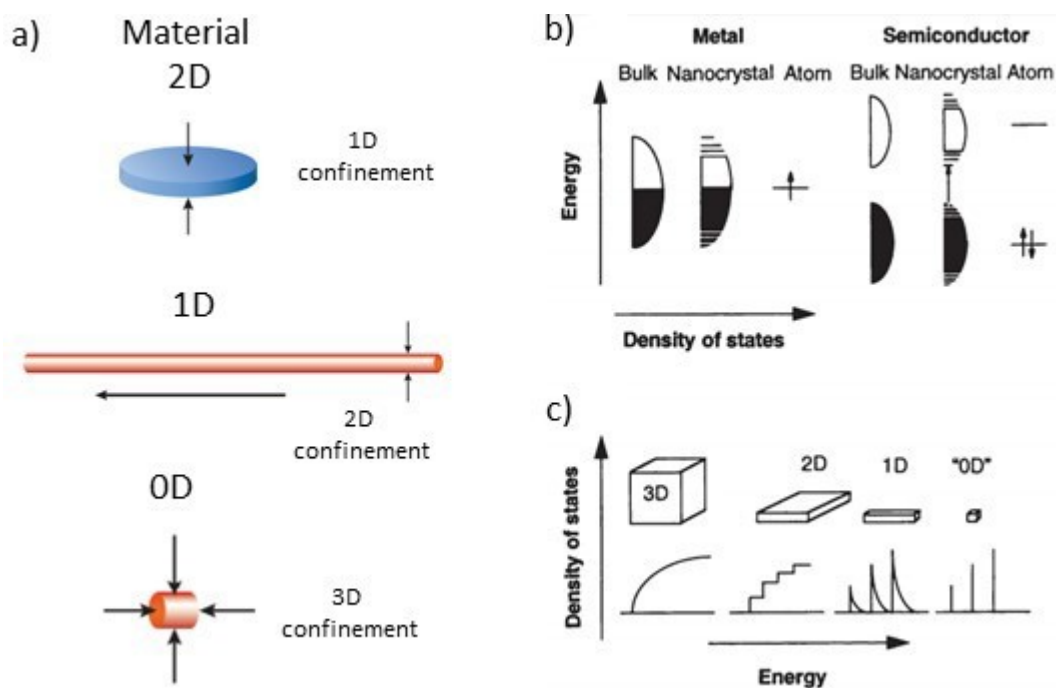 a)
Material
2D
1D
confinement
1D
2D
confinement
0D
3D
confinement
b)
Metal
Semiconductor
Bulk Nanocrystal Atom
Bulk Nanocrystal Atom
Energy
Density of states
c)
3D
2D
1D
"0D"
Density of states
Energy